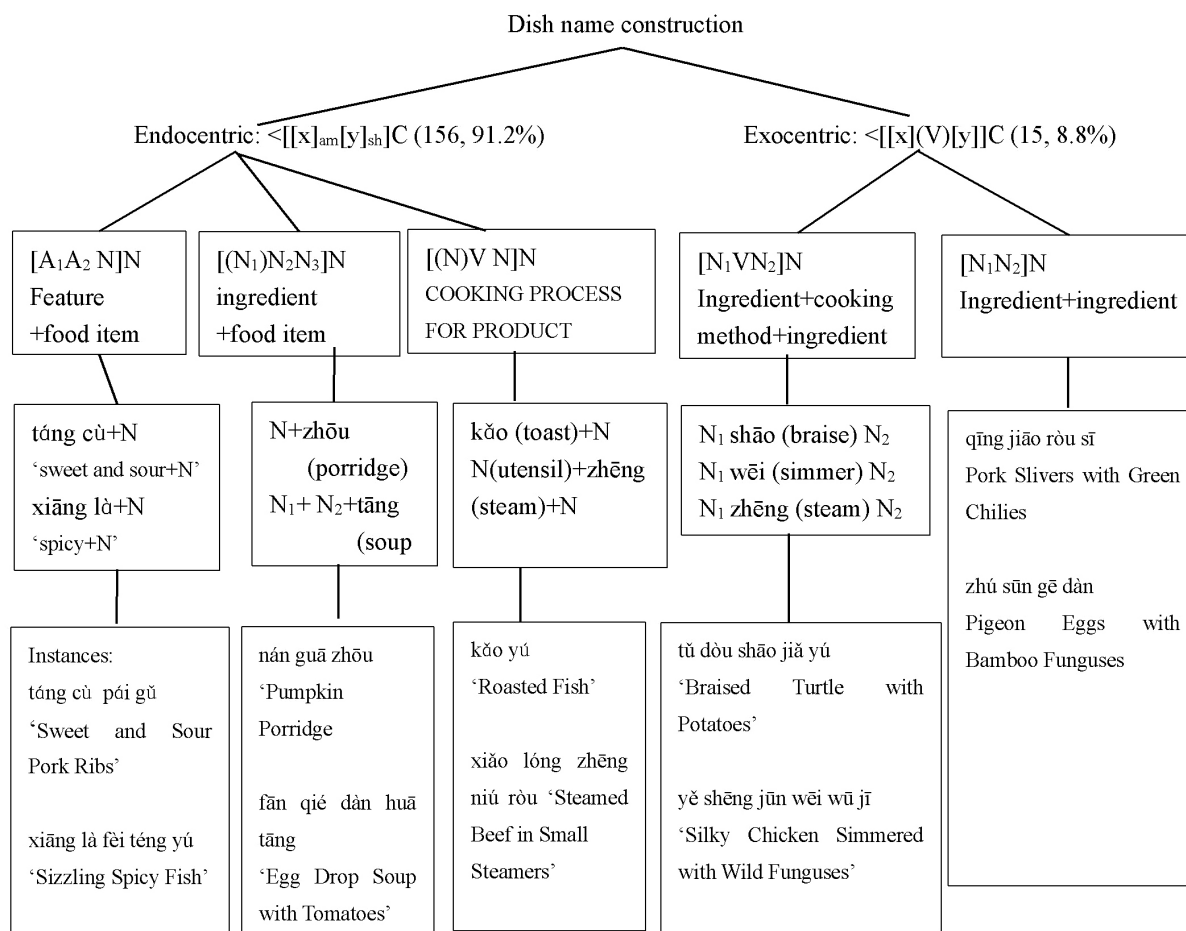 Dish name construction
Endocentric: <[[x]am[y]sh]C (156, 91.2%)
Exocentric: <[[x](V)[y]]C (15, 8.8%)
[A1A2 N]N
Feature
+food item
[(N1)N2N3]N
ingredient
+food item
[(N)V N]N
COOKING PROCESS
FOR PRODUCT
[N1VN2]N
Ingredient+cooking
method+ingredient
[N1N2]N
Ingredient+ingredient
táng cù+N
‘sweet and sour+N’
xiāng là+N
‘spicy+N’
N+zhōu
(porridge)
N1+ N2+tāng
(soup
kǎo (toast)+N
N(utensil)+zhēng
(steam)+N
N1 shāo (braise) N2
N1 wēi (simmer) N2
N1 zhēng (steam) N2
qīng jiāo ròu sī
Pork Slivers with Green
Chilies
zhú sūn gē dàn
Pigeon Eggs with
Bamboo Funguses
Instances:
táng cù pái gǔ
‘Sweet and Sour
Pork Ribs’
xiāng là fèi téng yú
‘Sizzling Spicy Fish’
nán guā zhōu
‘Pumpkin
Porridge
fān qié dàn huā
tāng
‘Egg Drop Soup
with Tomatoes’
kǎo yú
‘Roasted Fish’
xiǎo lóng zhēng
niú ròu ‘Steamed
Beef in Small
Steamers’
tǔ dòu shāo jiǎ yú
‘Braised Turtle with
Potatoes’
yě shēng jūn wēi wū jī
‘Silky Chicken Simmered
with Wild Funguses’